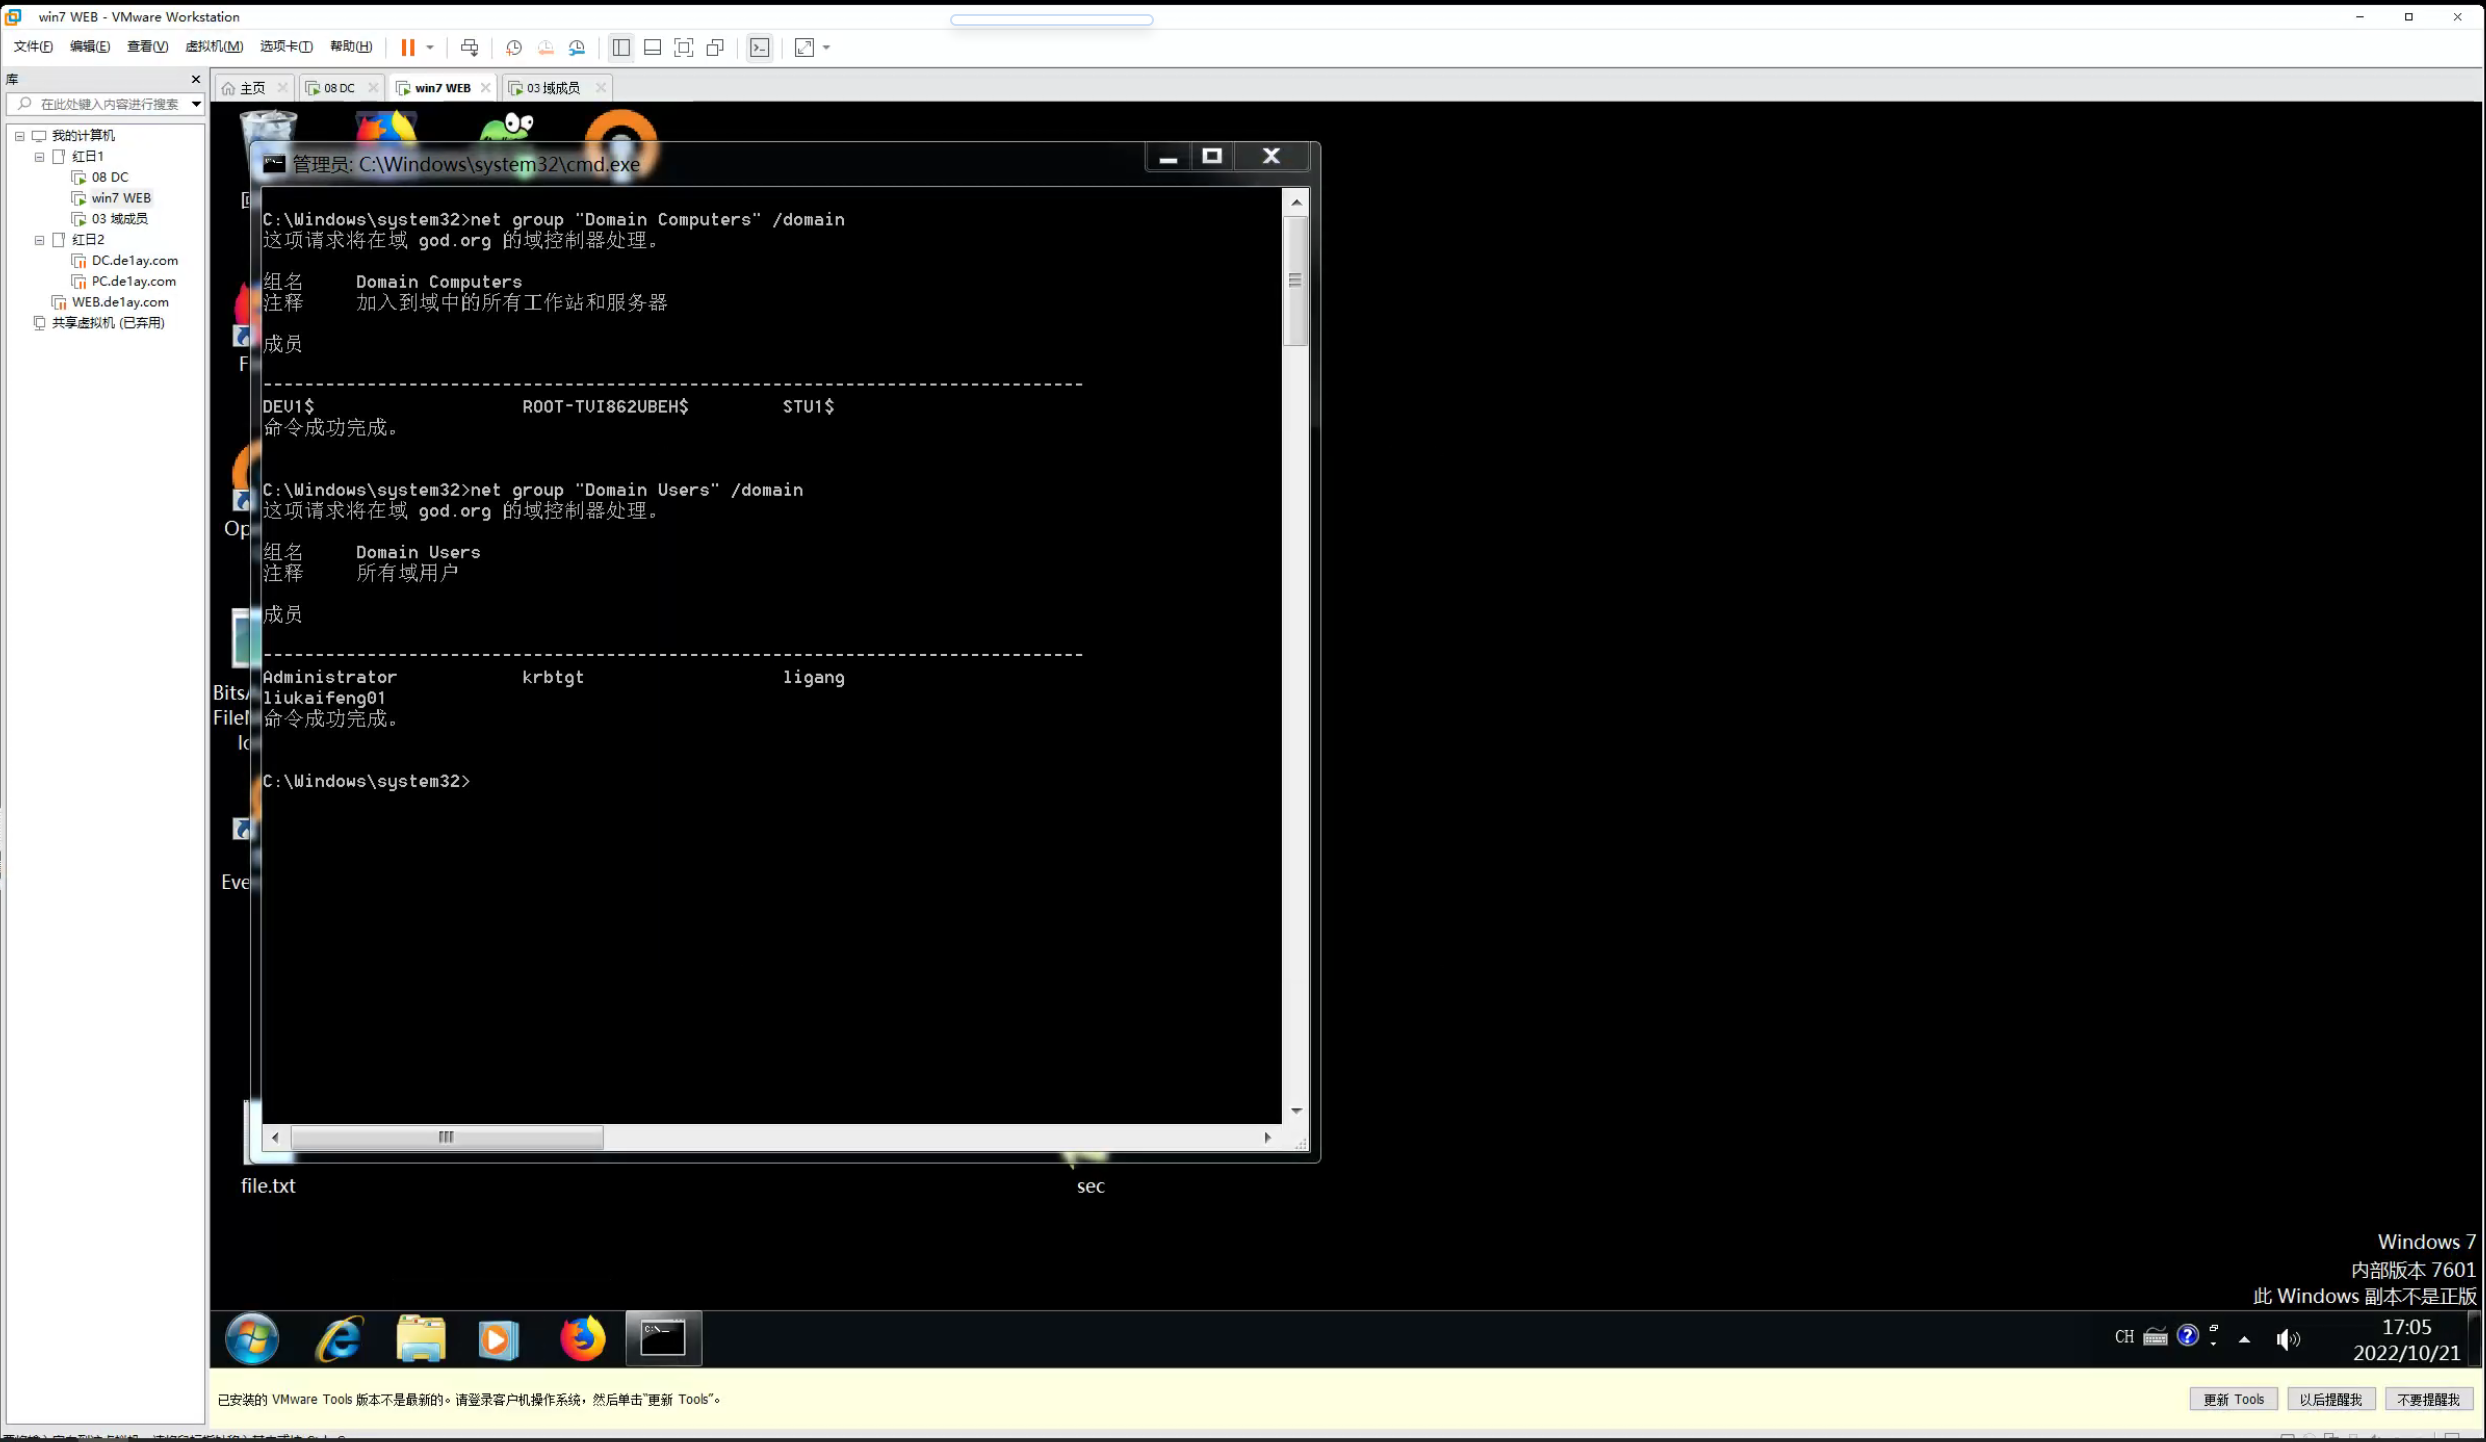 win7 WEB - VMware Workstation
文件(F) 编辑(E) 查看(V) 虚拟机(M) 选项卡(T) 帮助(H)
库
在此处键入内容进行搜索
主页 08 DC win7 WEB 03 域成员
我的计算机
红日1
08 DC
win7 WEB
03 域成员
红日2
DC.de1ay.com
PC.de1ay.com
WEB.de1ay.com
共享虚拟机 (已弃用)
管理员: C:\Windows\system32\cmd.exe
C:\Windows\system32>net group "Domain Computers" /domain
这项请求将在域 god.org 的域控制器处理。
组名 Domain Computers
注释 加入到域中的所有工作站和服务器
成员
-------------------------------------------------------------------------------
DEV1$ ROOT-TVI862UBEH$ STU1$
命令成功完成。
C:\Windows\system32>net group "Domain Users" /domain
这项请求将在域 god.org 的域控制器处理。
组名 Domain Users
注释 所有域用户
成员
-------------------------------------------------------------------------------
Administrator krbtgt ligang
liukaifeng01
命令成功完成。
C:\Windows\system32>
Op
Bits
File
Eve
file.txt
sec
Windows 7
内部版本 7601
此 Windows 副本不是正版
CH
17:05
2022/10/21
已安装的 VMware Tools 版本不是最新的。请登录客户机操作系统，然后单击“更新 Tools”。
更新 Tools 以后提醒我 不要提醒我